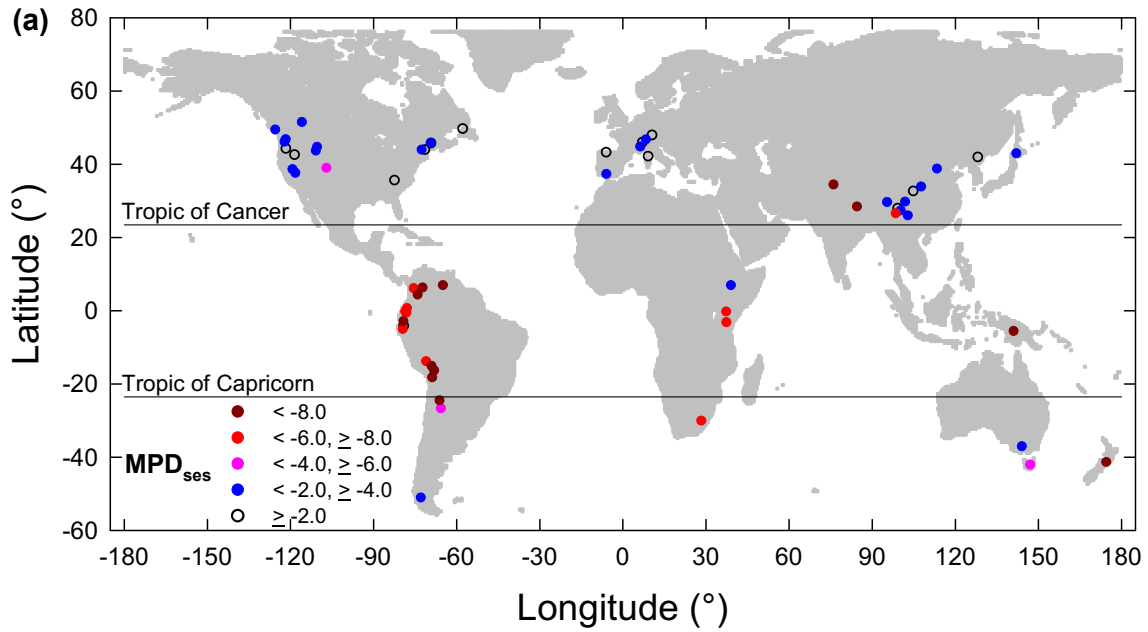 (a)
80
60
40
20
0
-20
-40
-60
Latitude (°)
Tropic of Cancer
Tropic of Capricorn
MPDses
< -8.0
< -6.0, ≥ -8.0
< -4.0, ≥ -6.0
< -2.0, ≥ -4.0
≥ -2.0
-180 -150 -120 -90 -60 -30 0 30 60 90 120 150 180
Longitude (°)